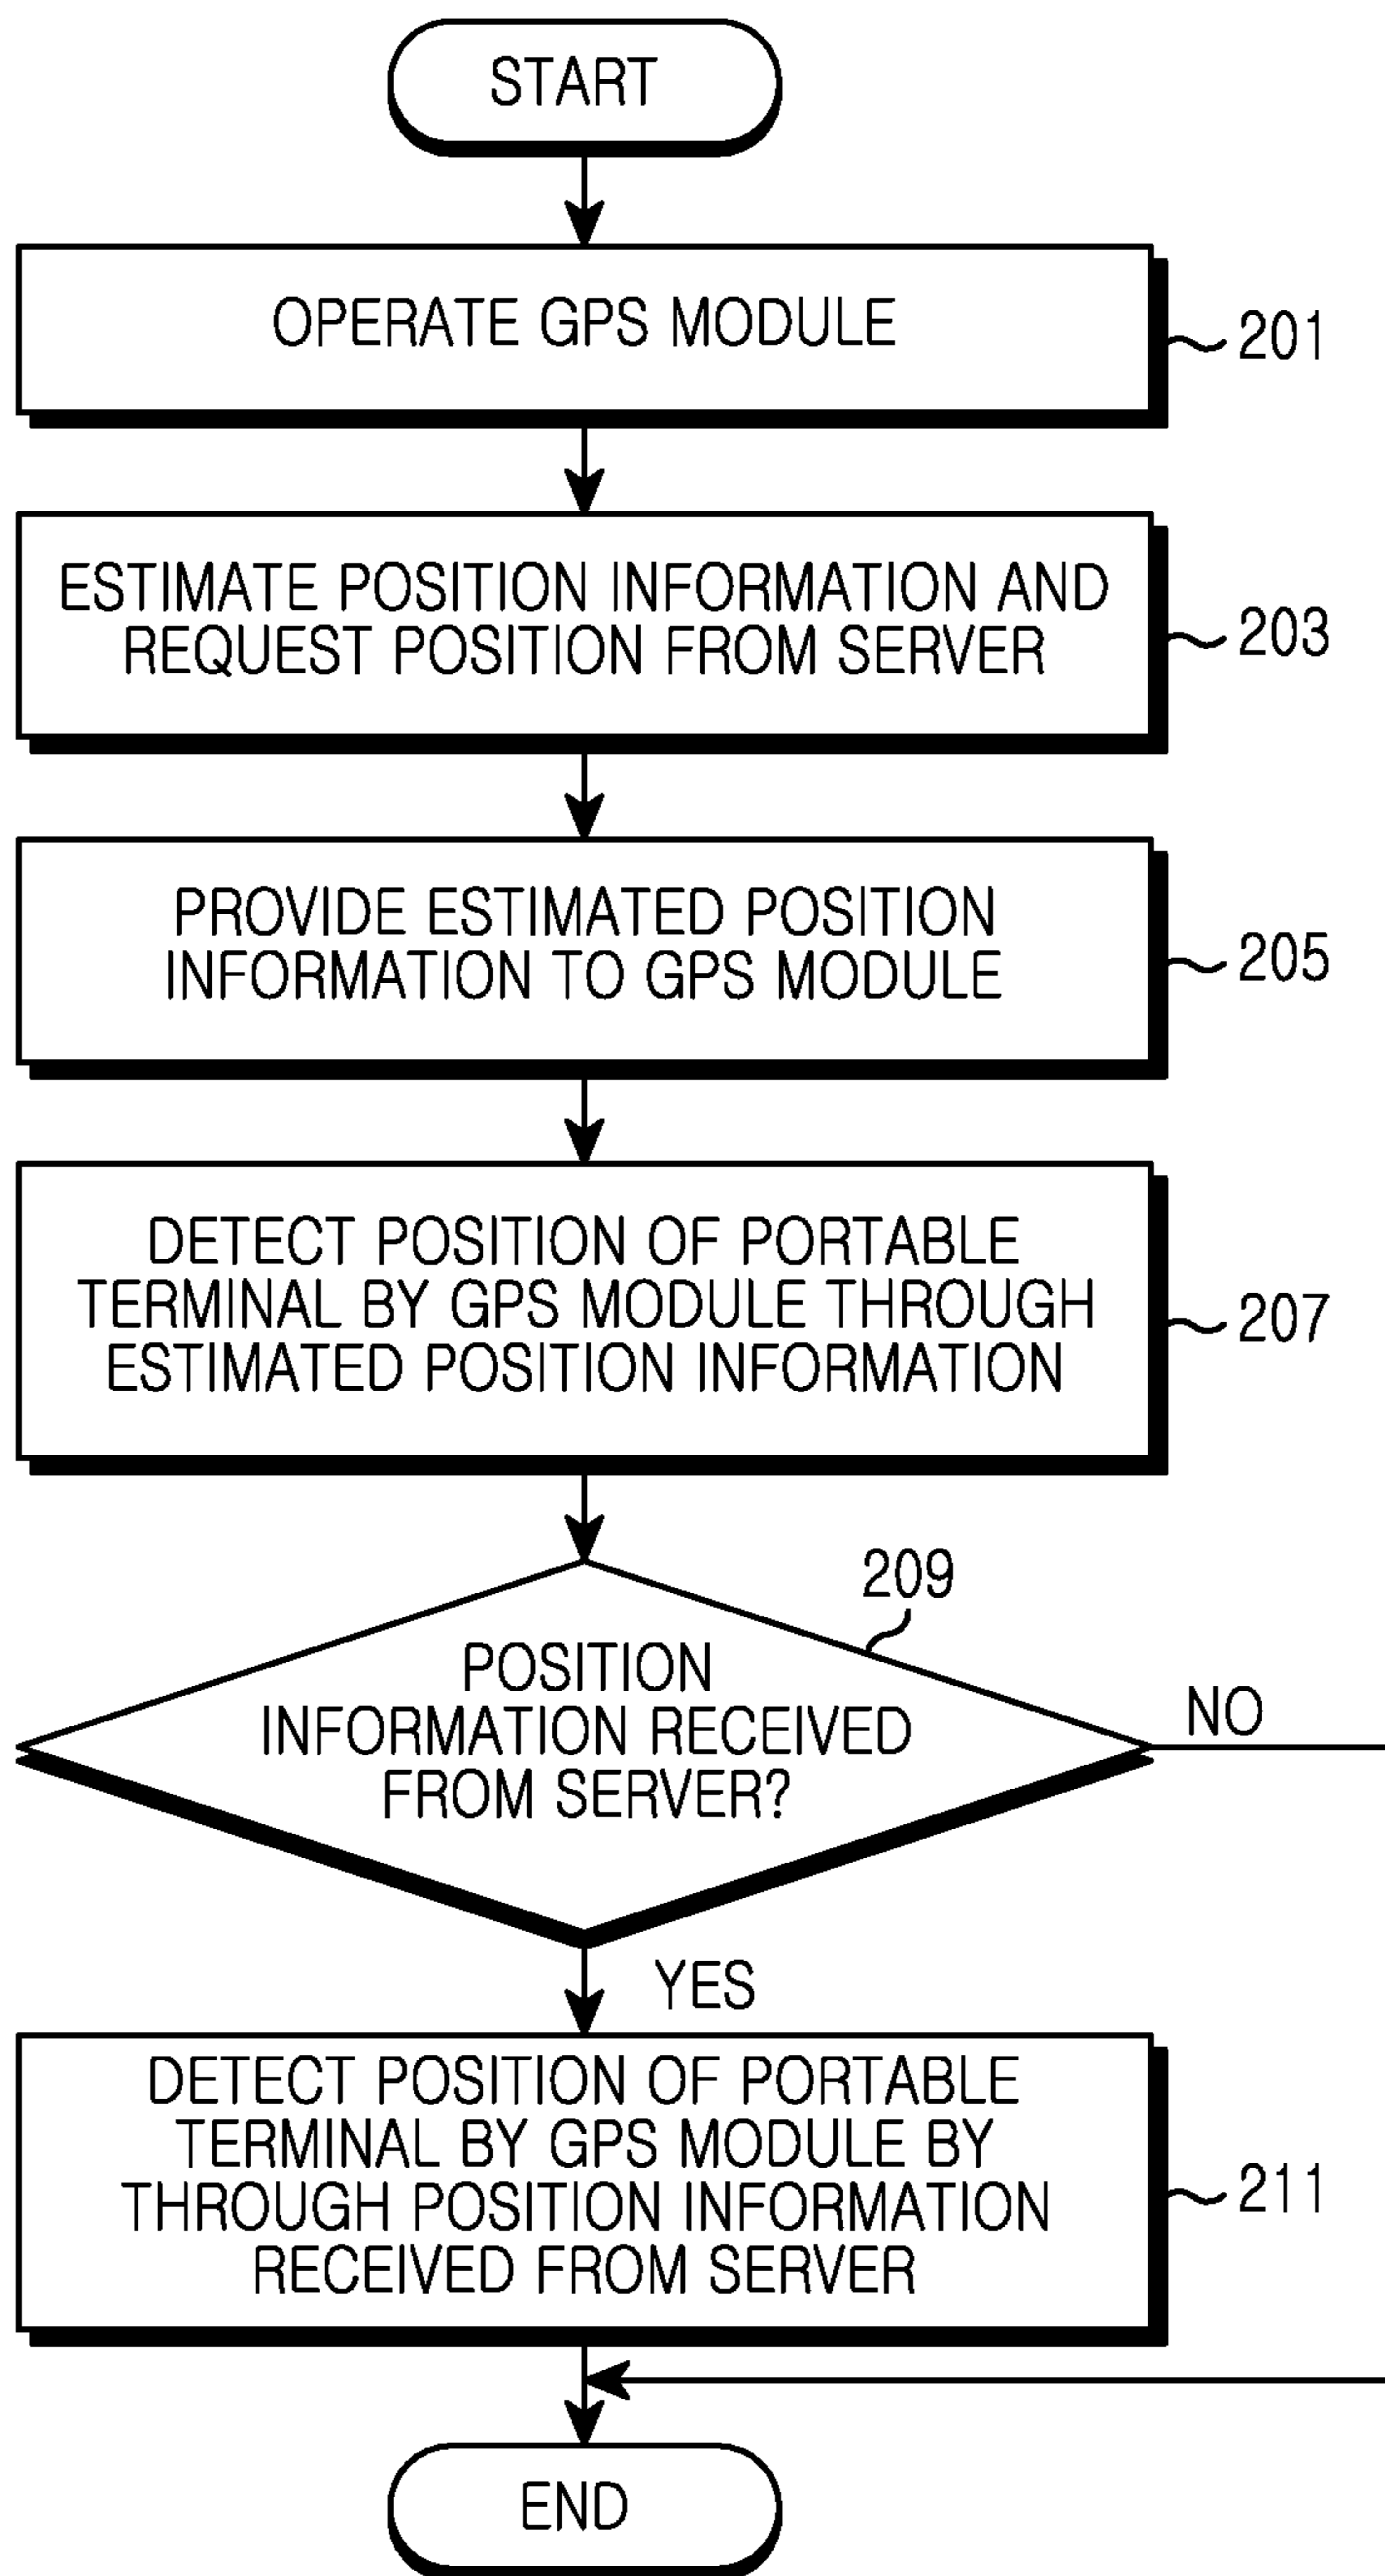 START
OPERATE GPS MODULE
201
ESTIMATE POSITION INFORMATION AND
REQUEST POSITION FROM SERVER
203
PROVIDE ESTIMATED POSITION
INFORMATION TO GPS MODULE
205
DETECT POSITION OF PORTABLE
TERMINAL BY GPS MODULE THROUGH
ESTIMATED POSITION INFORMATION
207
209
POSITION
INFORMATION RECEIVED
FROM SERVER?
NO
YES
DETECT POSITION OF PORTABLE
TERMINAL BY GPS MODULE BY
THROUGH POSITION INFORMATION
RECEIVED FROM SERVER
211
END